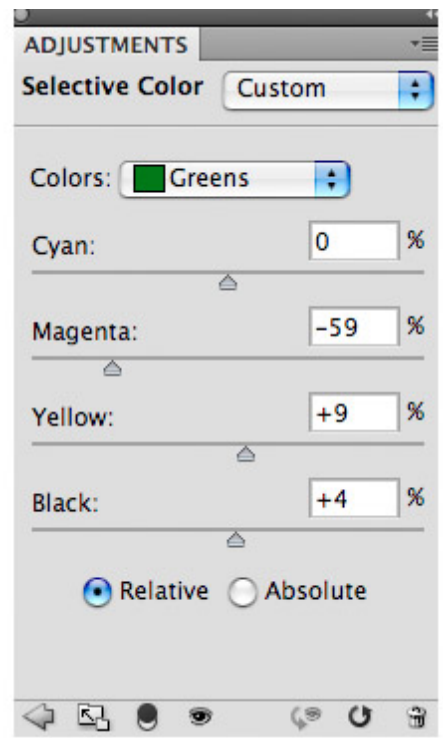 ADJUSTMENTS
Selective Color Custom
Colors: Greens
Cyan: 0 %
Magenta: -59 %
Yellow: +9 %
Black: +4 %
Relative Absolute